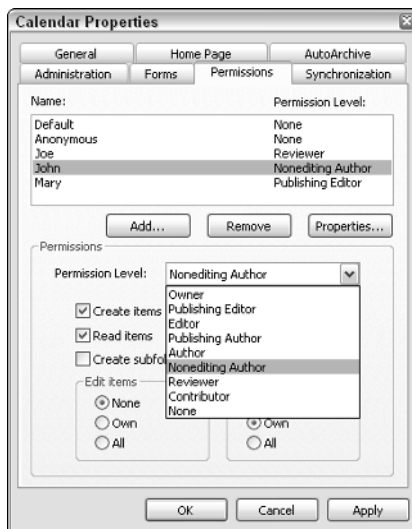 Calendar Properties
General Home Page AutoArchive
Administration Forms Permissions Synchronization
Name: Permission Level:
Default None
Anonymous None
Joe Reviewer
John Nonediting Author
Mary Publishing Editor
Add... Remove Properties...
Permissions
Permission Level: Nonediting Author
Owner
Publishing Editor
Editor
Publishing Author
Author
Nonediting Author
Reviewer
Contributor
None
Create items
Read items
Create subfol
Edit items
None
Own Own
All All
OK Cancel Apply